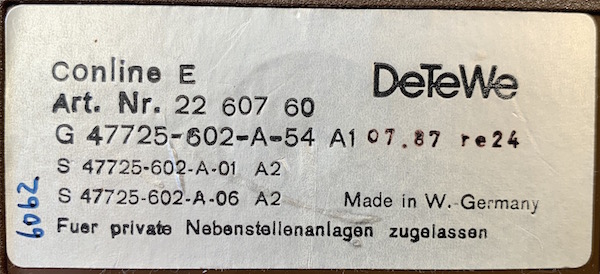 Conline E
DeTeWe
Art. Nr. 22 607 60
G 47725-602-A-54 A1 07.87 re24
S 47725-602-A-01 A2
S 47725-602-A-06 A2
Made in W.-Germany
Fuer private Nebenstellenanlagen zugelassen
6062